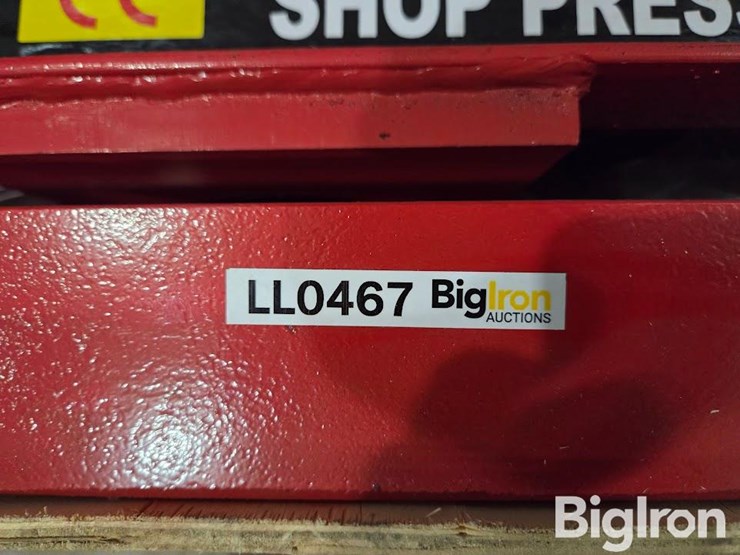 SHOP PRESS
LL0467 BigIron
AUCTIONS
BigIron